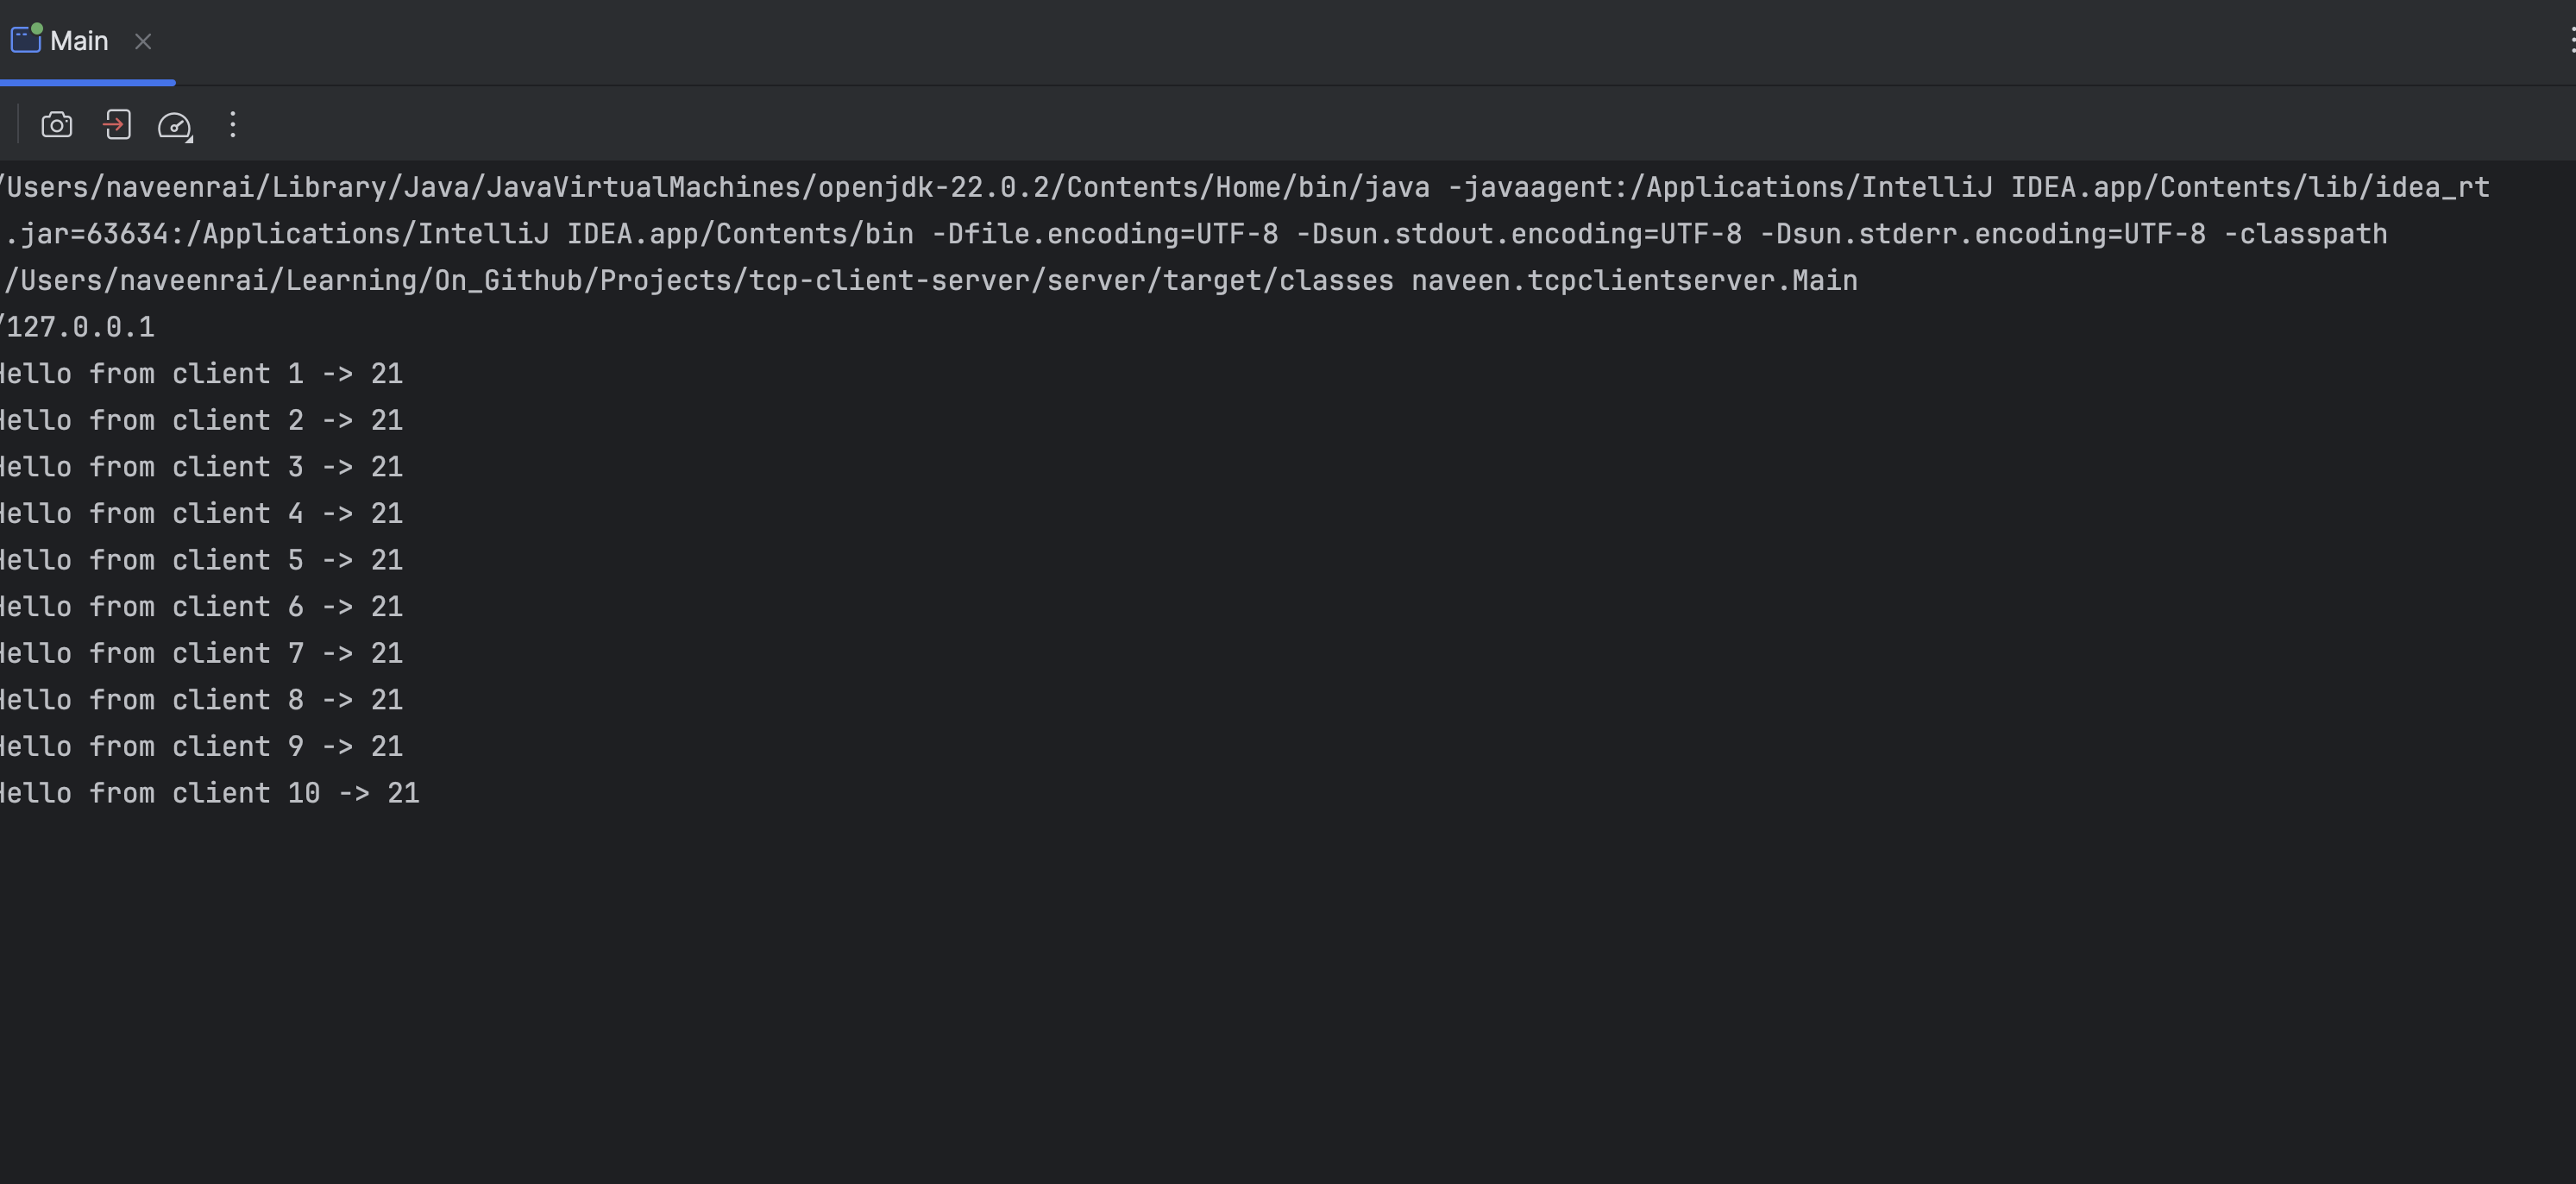 Main
/Users/naveenrai/Library/Java/JavaVirtualMachines/openjdk-22.0.2/Contents/Home/bin/java -javaagent:/Applications/IntelliJ IDEA.app/Contents/lib/idea_rt
.jar=63634:/Applications/IntelliJ IDEA.app/Contents/bin -Dfile.encoding=UTF-8 -Dsun.stdout.encoding=UTF-8 -Dsun.stderr.encoding=UTF-8 -classpath
/Users/naveenrai/Learning/On_Github/Projects/tcp-client-server/server/target/classes naveen.tcpclientserver.Main
/127.0.0.1
Hello from client 1 -> 21
Hello from client 2 -> 21
Hello from client 3 -> 21
Hello from client 4 -> 21
Hello from client 5 -> 21
Hello from client 6 -> 21
Hello from client 7 -> 21
Hello from client 8 -> 21
Hello from client 9 -> 21
Hello from client 10 -> 21